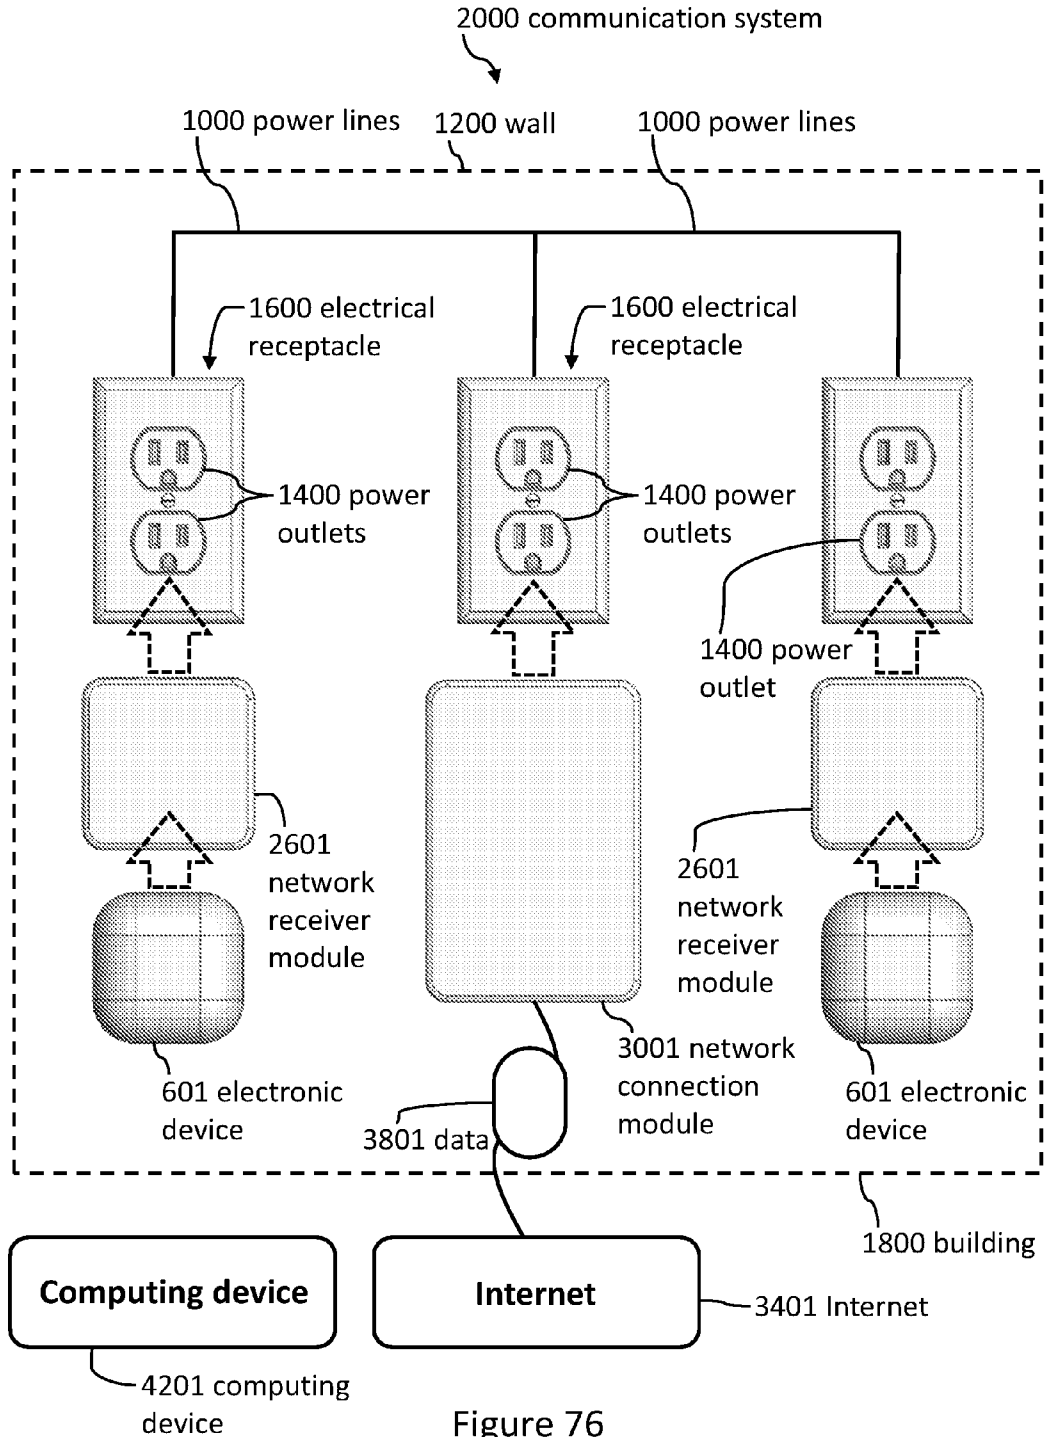 2000 communication system
1000 power lines
1200 wall
1000 power lines
1600 electrical
receptacle
1600 electrical
receptacle
1400 power
outlets
1400 power
outlets
1400 power
outlet
2601
network
receiver
module
2601
network
receiver
module
601 electronic
device
3001 network
connection
module
601 electronic
device
3801 data
1800 building
Computing device
Internet
3401 Internet
4201 computing
device
Figure 76